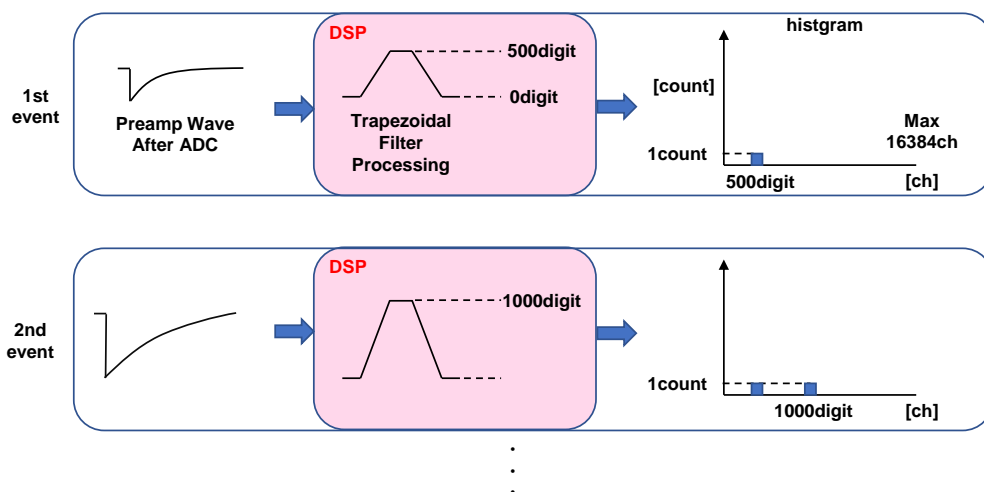 1st
event
Preamp Wave
After ADC
DSP
500digit
0digit
Trapezoidal
Filter
Processing
histgram
[count]
Max
16384ch
1count
500digit
[ch]
2nd
event
DSP
1000digit
1count
1000digit
[ch]